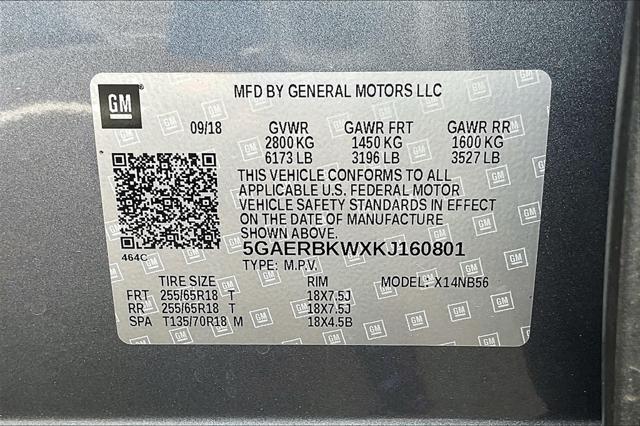 GM
MFD BY GENERAL MOTORS LLC
09/18 GVWR GAWR FRT GAWR RR
2800 KG 1450 KG 1600 KG
6173 LB 3196 LB 3527 LB
THIS VEHICLE CONFORMS TO ALL
APPLICABLE U.S. FEDERAL MOTOR
VEHICLE SAFETY STANDARDS IN EFFECT
ON THE DATE OF MANUFACTURE
SHOWN ABOVE.
464C 5GAERBKWXKJ160801
TYPE: M.P.V.
TIRE SIZE RIM MODEL: X14NB56
FRT 255/65R18 T 18X7.5J
RR 255/65R18 T 18X7.5J
SPA T135/70R18 M 18X4.5B